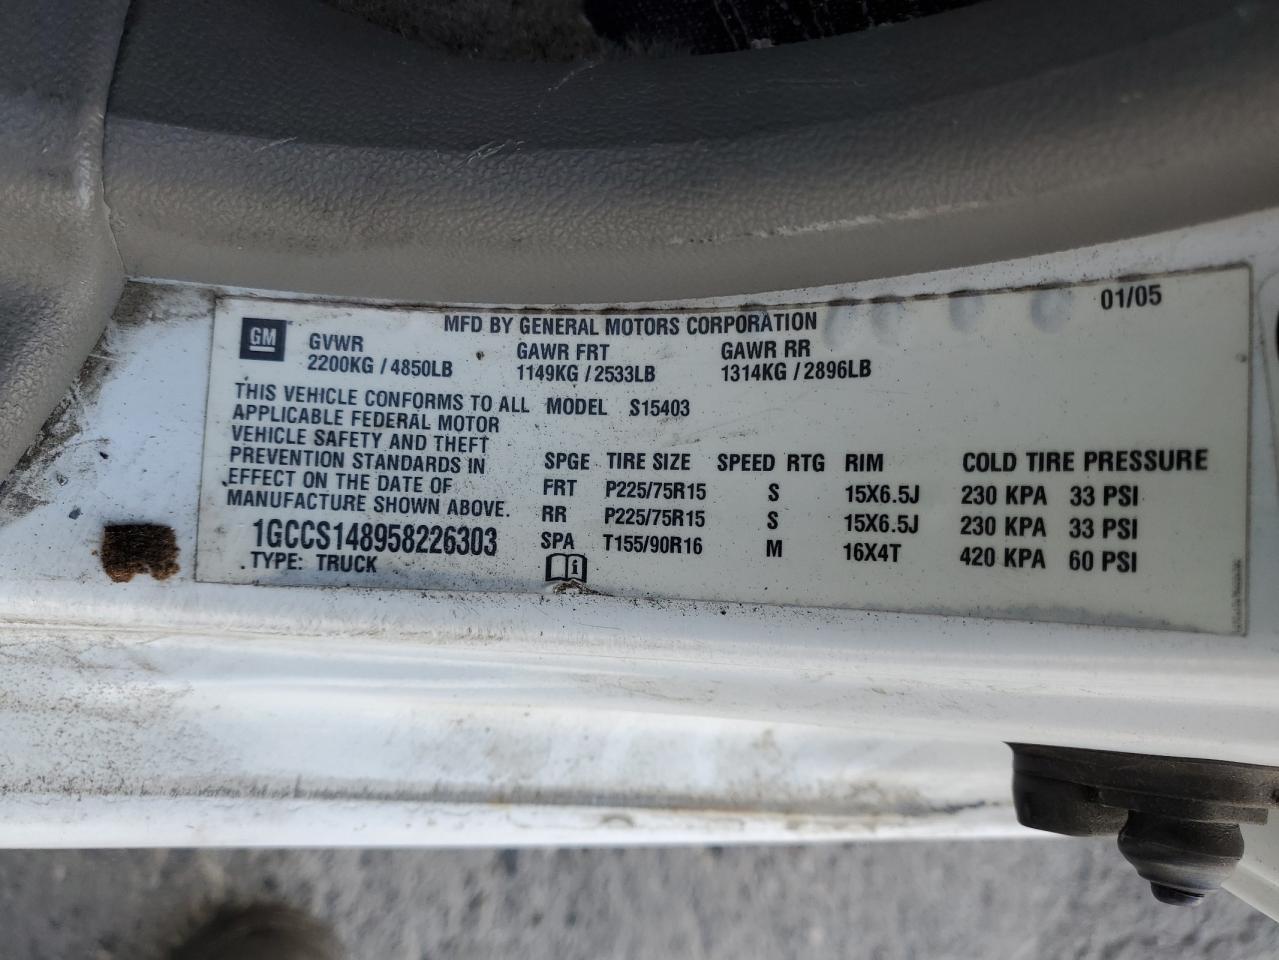 01/05
MFD BY GENERAL MOTORS CORPORATION
GM
GVWR GAWR FRT GAWR RR
2200KG / 4850LB 1149KG / 2533LB 1314KG / 2896LB
THIS VEHICLE CONFORMS TO ALL
APPLICABLE FEDERAL MOTOR
VEHICLE SAFETY AND THEFT
PREVENTION STANDARDS IN
EFFECT ON THE DATE OF
MANUFACTURE SHOWN ABOVE.
1GCCS148958226303
TYPE: TRUCK
MODEL S15403
SPGE TIRE SIZE SPEED RTG RIM COLD TIRE PRESSURE
FRT P225/75R15 S 15X6.5J 230 KPA 33 PSI
RR P225/75R15 S 15X6.5J 230 KPA 33 PSI
SPA T155/90R16 M 16X4T 420 KPA 60 PSI
i